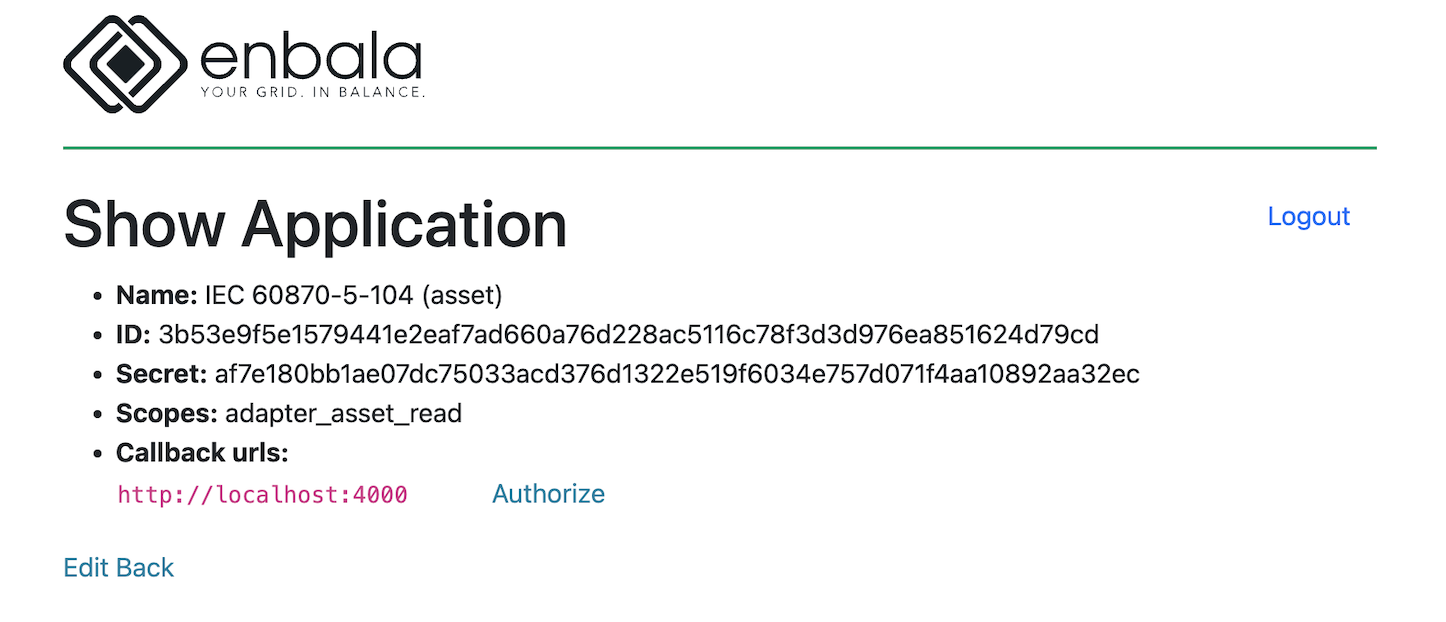 enbala
YOUR GRID. IN BALANCE.
Show Application
Logout
Name: IEC 60870-5-104 (asset)
ID: 3b53e9f5e1579441e2eaf7ad660a76d228ac5116c78f3d3d976ea851624d79cd
Secret: af7e180bb1ae07dc75033acd376d1322e519f6034e757d071f4aa10892aa32ec
Scopes: adapter_asset_read
Callback urls:
http://localhost:4000 Authorize
Edit Back